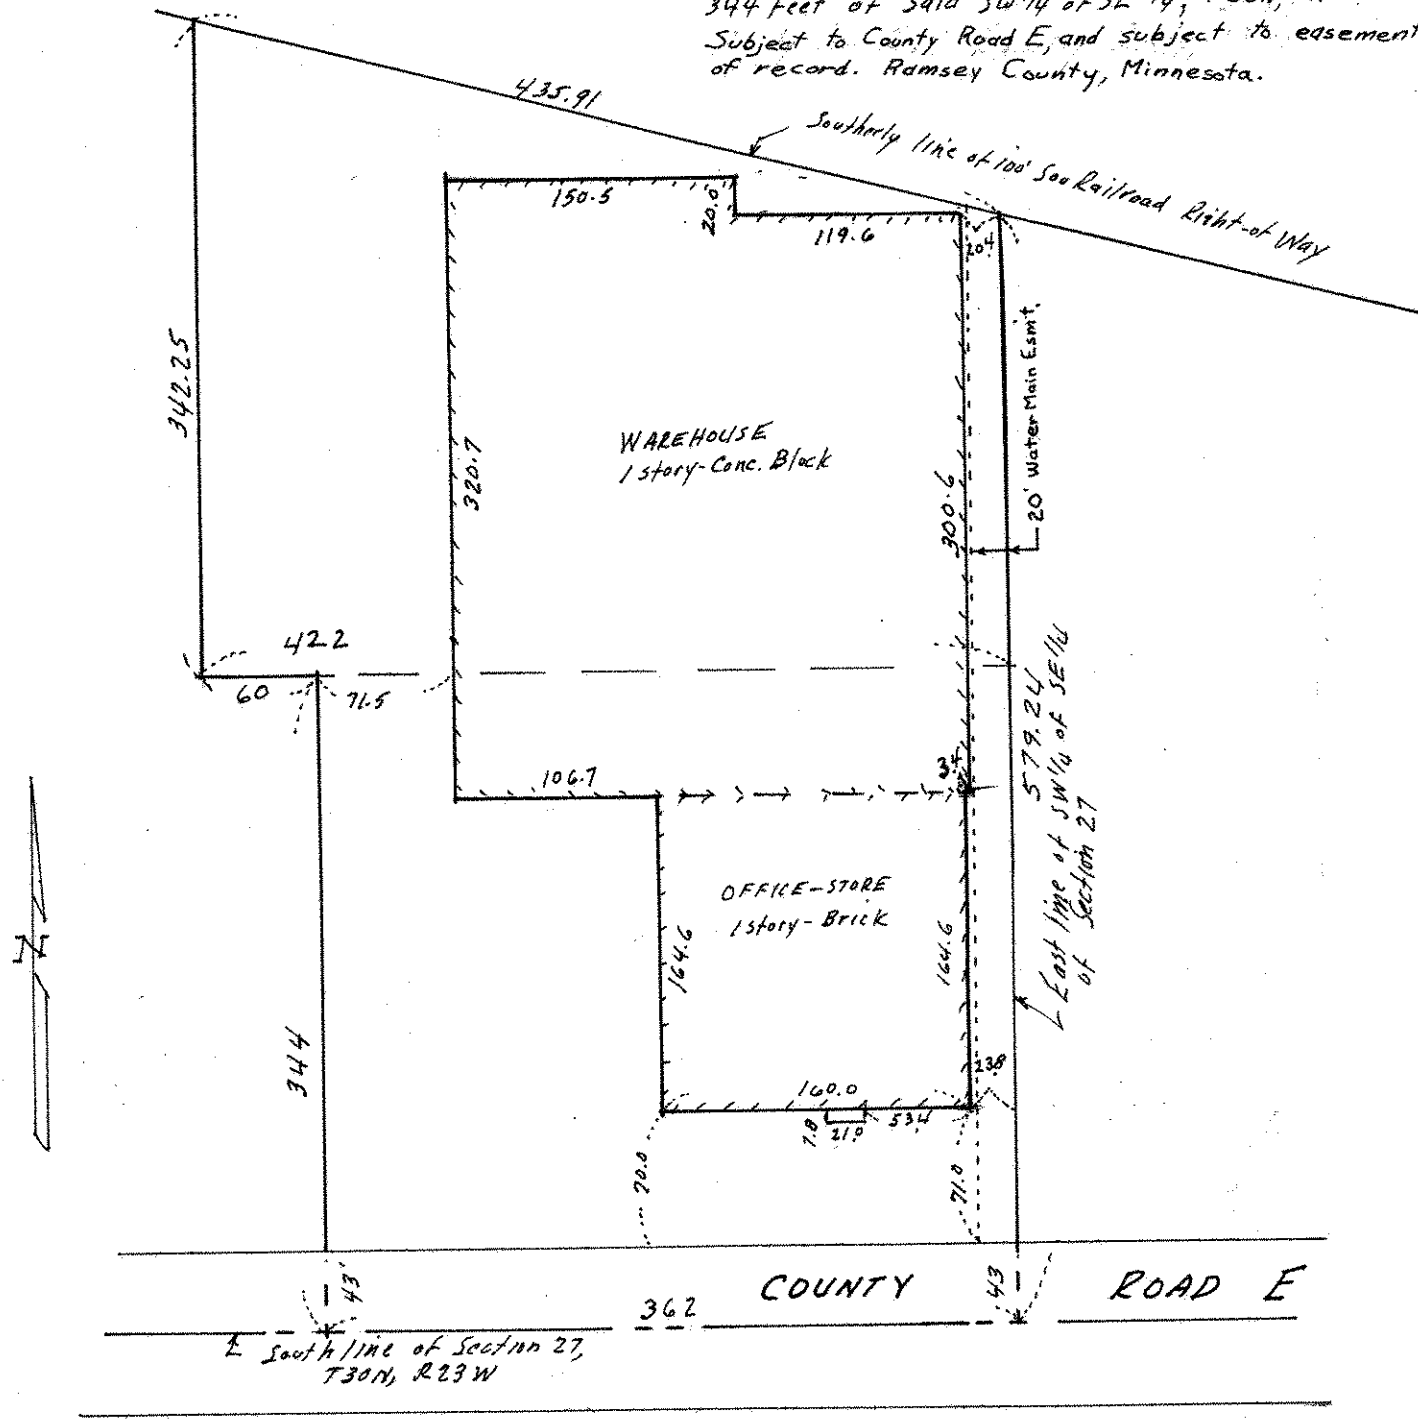 344 feet of said SW 1/4 of SE 1/4,
Subject to County Road E, and subject to easement
of record. Ramsey County, Minnesota.
435.91
Southerly line of 100' Soo Railroad Right-of Way
150.5
20.0
119.6
20.4
342.25
20' Water Main Esmt.
WAREHOUSE
1 story-Conc. Block
320.7
300.6
422
60
71.5
579.24
East line of SW 1/4 of SE 1/4
of Section 27
106.7
3.4
OFFICE-STORE
1 story-Brick
164.6
164.6
N
344
13.8
160.0
7.8
21.0
53.4
70.0
71.0
COUNTY ROAD E
43'
43
362
South line of Section 27,
T30N, R23W